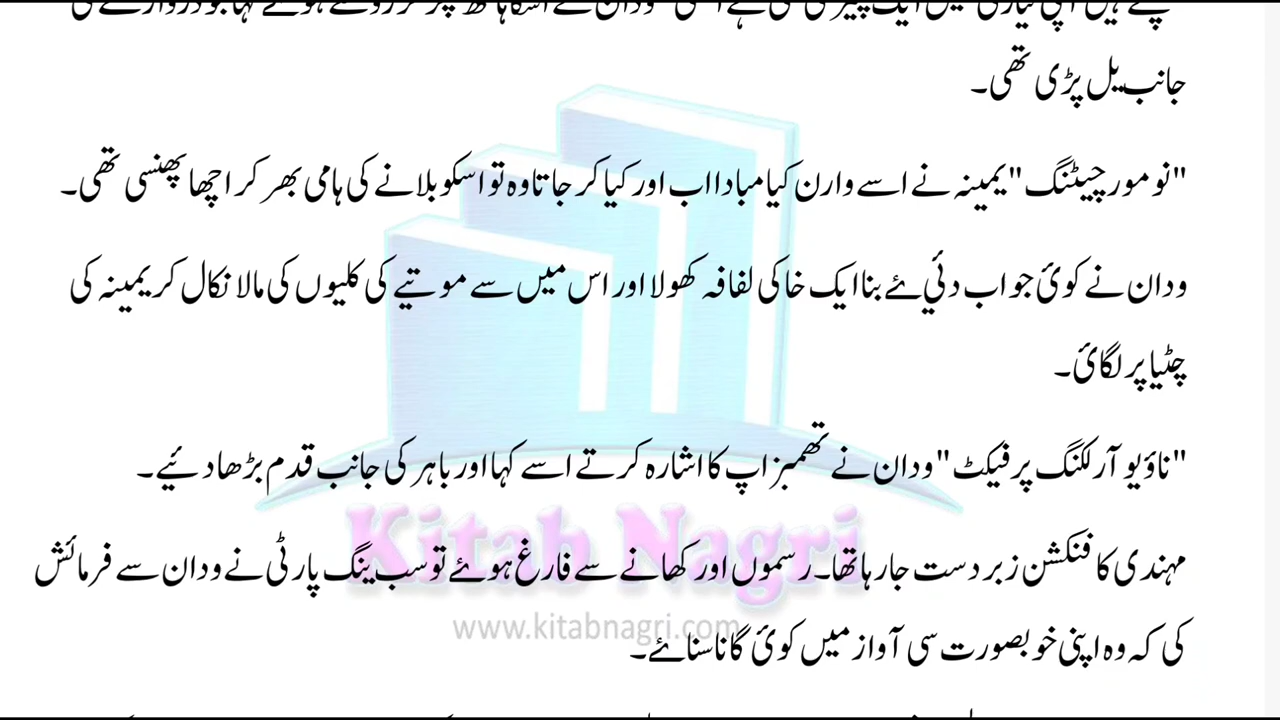 جانب یل پڑی تھی۔
"نو مور چیٹنگ" یمینہ نے اسے وارن کیا مبادا اب اور کیا کر جاتا وہ تو اسکو بلانے کی ہامی بھر کر اچھا پھنسی تھی۔
ودان نے کوئ جواب دئیے بنا ایک خاکی لفافہ کھولا اور اس میں سے موتیے کی کلیوں کی مالا نکال کر یمینہ کی
چٹیا پر لگائ۔
"ناؤ یو آر لکنگ پرفیکٹ" ودان نے تھمبز اپ کا اشارہ کرتے اسے کہا اور باہر کی جانب قدم بڑھا دئیے۔
Kitab Nagri
مہندی کا فنکشن زبردست جا رہا تھا۔ رسموں اور کھانے سے فارغ ہوئے تو سب ینگ پارٹی نے ودان سے فرمائش
www.kitabnagri.com
کی کہ وہ اپنی خوبصورت سی آواز میں کوئ گانا سنائے۔